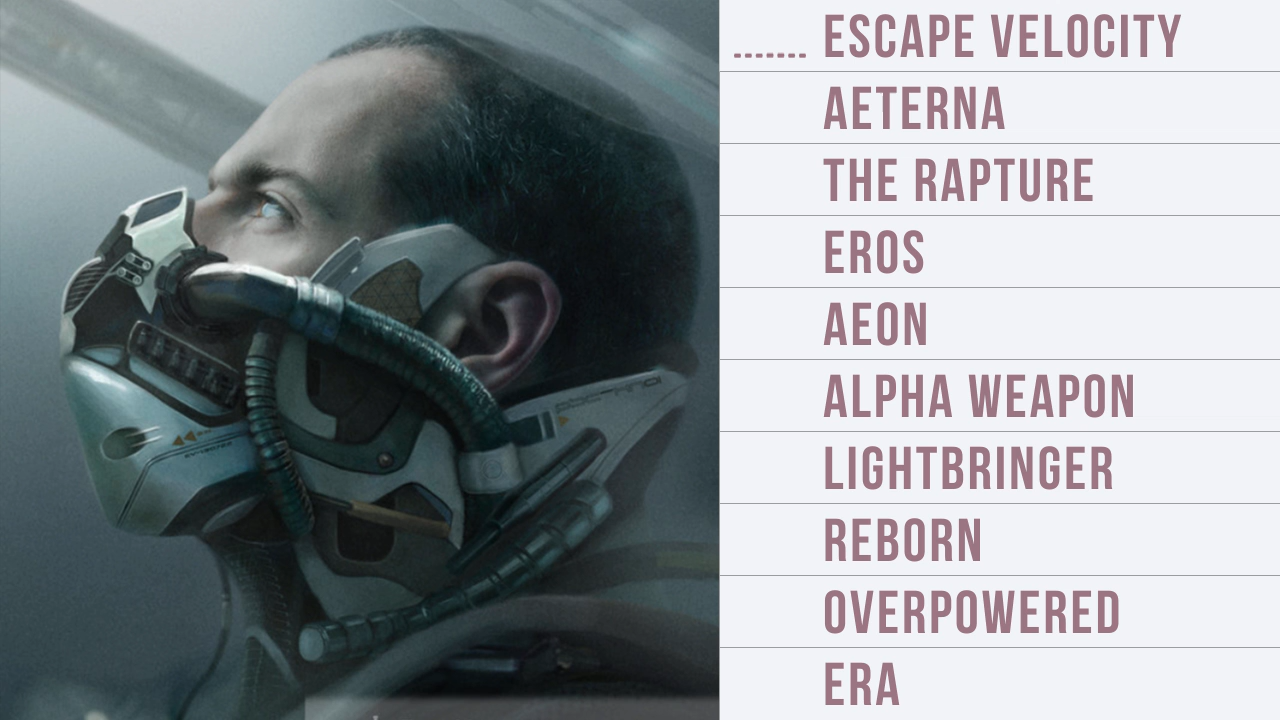 ESCAPE VELOCITY
AETERNA
THE RAPTURE
EROS
AEON
ALPHA WEAPON
LIGHTBRINGER
REBORN
OVERPOWERED
ERA